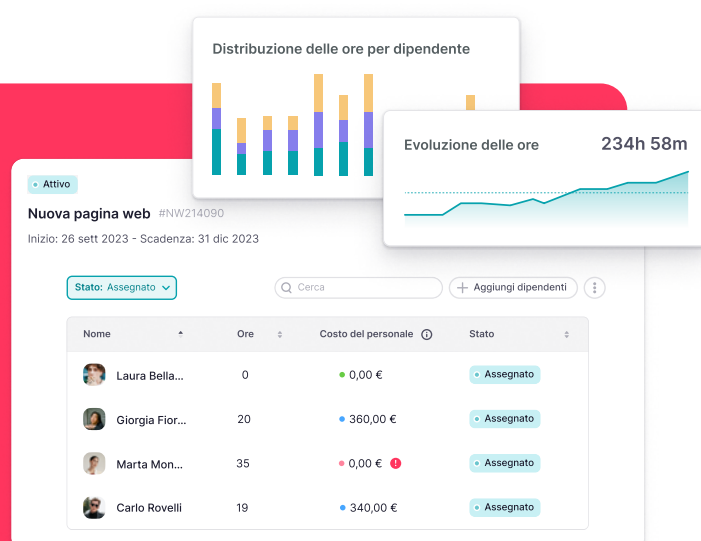 Distribuzione delle ore per dipendente
Evoluzione delle ore
234h 58m
Attivo
Nuova pagina web #NW214090
Inizio: 26 sett 2023 - Scadenza: 31 dic 2023
Stato: Assegnato
Cerca
Aggiungi dipendenti
Nome Ore Costo del personale Stato
Laura Bella... 0 0,00 € Assegnato
Giorgia Fior... 20 360,00 € Assegnato
Marta Mon... 35 0,00 € ! Assegnato
Carlo Rovelli 19 340,00 € Assegnato